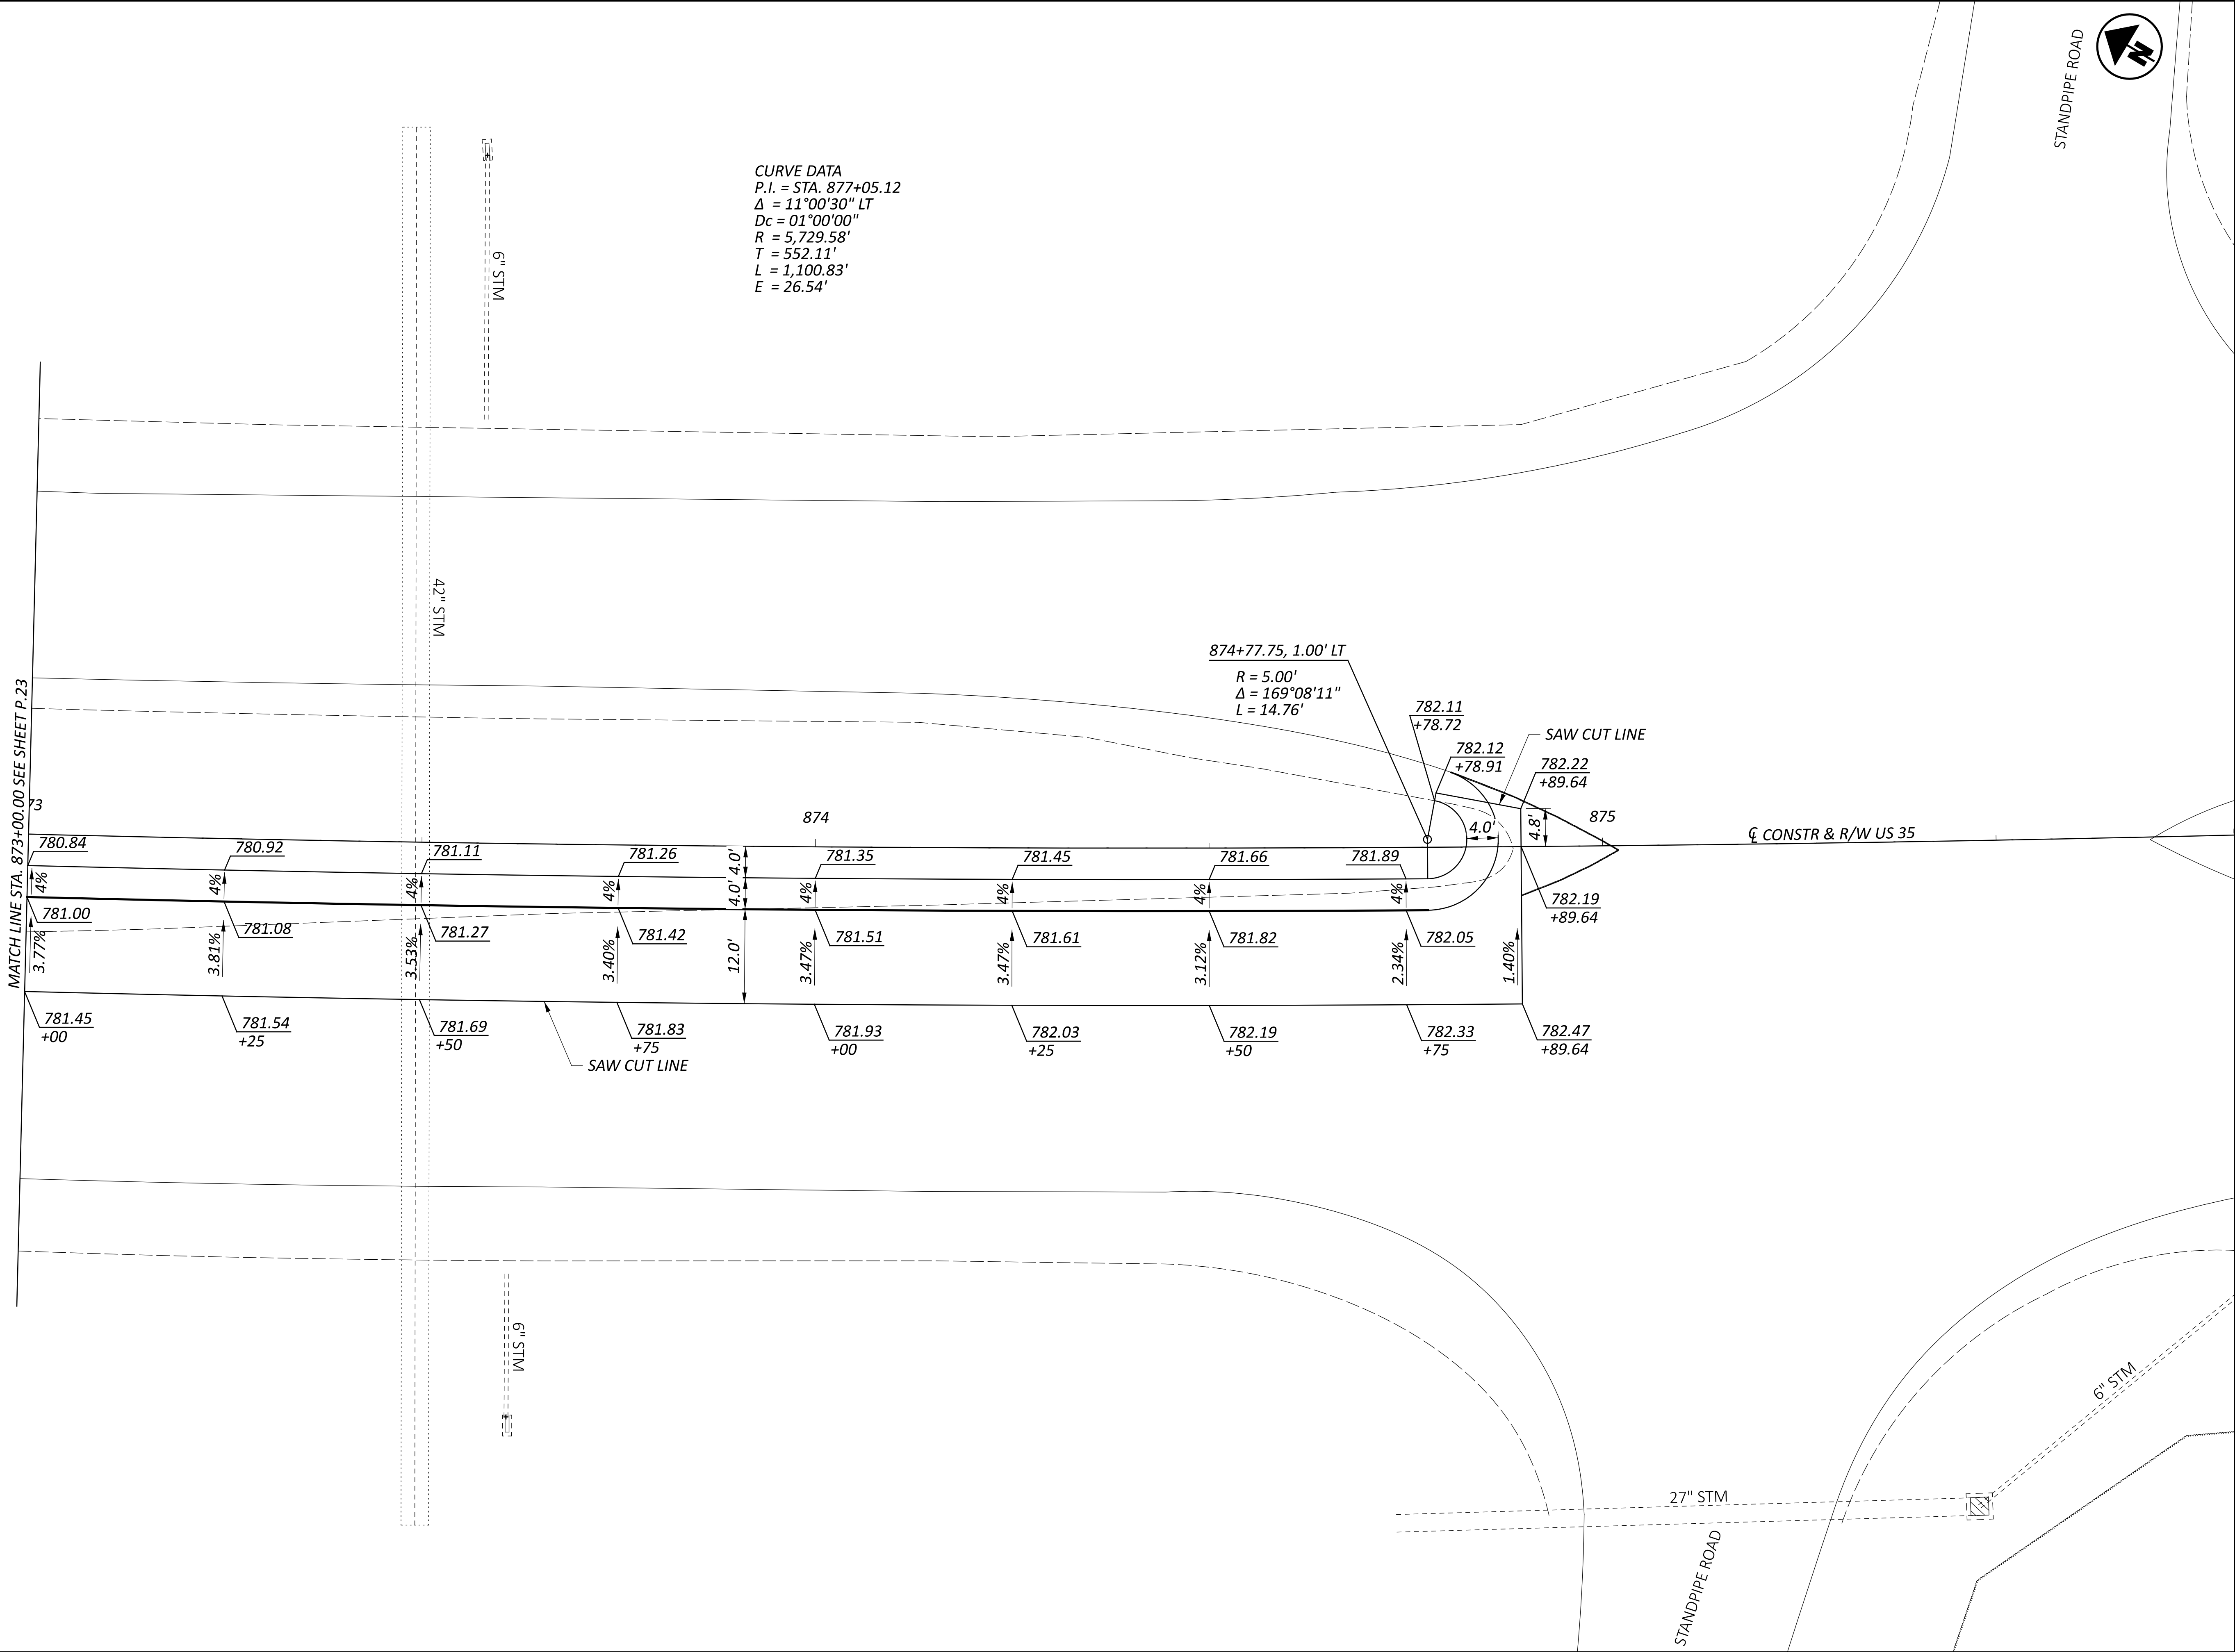 STANDPIPE ROAD
N
CURVE DATA
P.I. = STA. 877+05.12
Δ = 11°00'30" LT
Dc = 01°00'00"
R = 5,729.58'
T = 552.11'
L = 1,100.83'
E = 26.54'
6" STM
42" STM
MATCH LINE STA. 873+00.00 SEE SHEET P.23
874+77.75, 1.00' LT
R = 5.00'
Δ = 169°08'11"
L = 14.76'
782.11
+78.72
782.12
+78.91
SAW CUT LINE
782.22
+89.64
73
874
875
4.0'
4.8'
℄ CONSTR & R/W US 35
780.84
780.92
781.11
781.26
4.0'
781.35
781.45
781.66
781.89
4%
4%
4%
4%
4.0'
4%
4%
4%
4%
782.19
+89.64
781.00
781.08
781.27
781.42
781.51
781.61
781.82
782.05
3.77%
3.81%
3.53%
3.40%
12.0'
3.47%
3.47%
3.12%
2.34%
1.40%
781.45
+00
781.54
+25
781.69
+50
781.83
+75
781.93
+00
782.03
+25
782.19
+50
782.33
+75
782.47
+89.64
SAW CUT LINE
6" STM
6" STM
27" STM
STANDPIPE ROAD